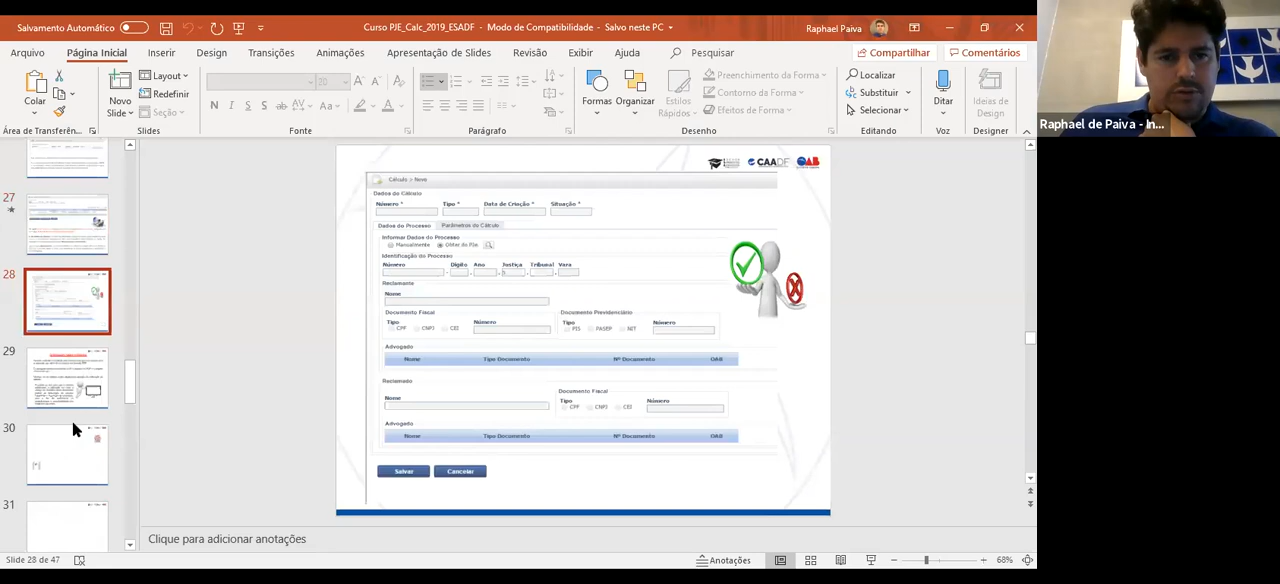 Salvamento Automático
Curso PJE_Calc_2019_ESADF - Modo de Compatibilidade - Salvo neste PC
Raphael Paiva
Arquivo Página Inicial Inserir Design Transições Animações Apresentação de Slides Revisão Exibir Ajuda Pesquisar
Compartilhar Comentários
Colar
Novo
Slide
Layout
Redefinir
Seção
20
N I S S ab AV Aa A
Formas Organizar Estilos
Rápidos
Preenchimento da Forma
Contorno da Forma
Efeitos de Forma
Localizar
Substituir
Selecionar
Ditar
Ideias de
Design
Área de Transferên... Slides Fonte Parágrafo Desenho Editando Voz Designer
Raphael de Paiva - In...
27
28
29
30
31
CAADF OAB
Cálculo > Novo
Dados do Cálculo
Número * Tipo * Data de Criação * Situação *
Dados do Processo Parâmetros do Cálculo
Informar Dados do Processo
Manualmente Obter do PJe
Identificação do Processo
Número Dígito Ano Justiça Tribunal Vara
Reclamante
Nome
Documento Fiscal Documento Previdenciário
Tipo Número Tipo Número
CPF CNPJ CEI PIS PASEP NIT
Advogado
Nome Tipo Documento Nº Documento OAB
Reclamado
Nome
Documento Fiscal
Tipo Número
CPF CNPJ CEI
Advogado
Nome Tipo Documento Nº Documento OAB
Salvar Cancelar
Clique para adicionar anotações
Slide 28 de 47
Anotações
68%